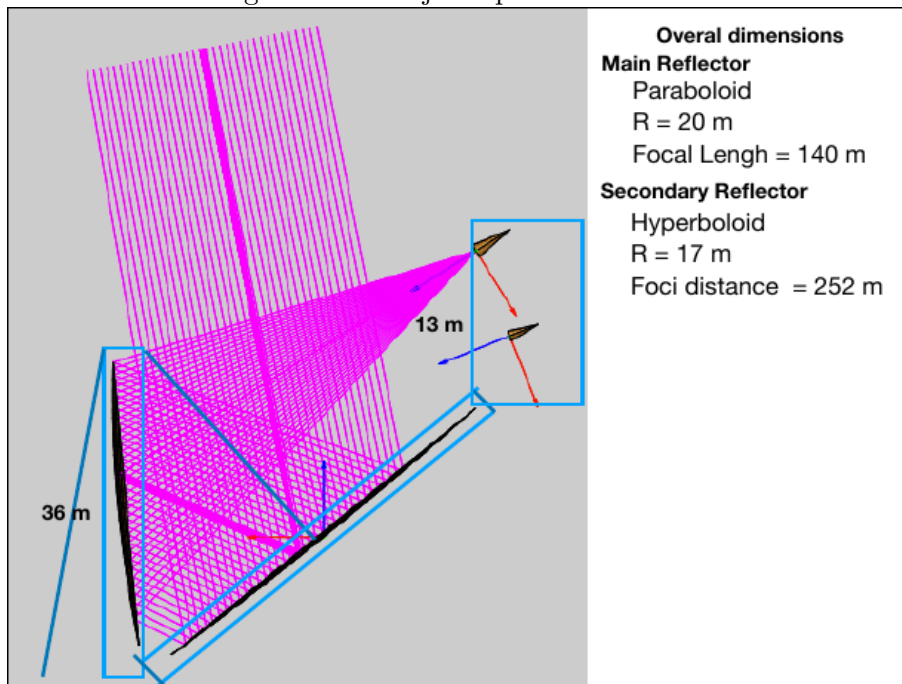 Overal dimensions
Main Reflector
Paraboloid
R = 20 m
Focal Lengh = 140 m
Secondary Reflector
Hyperboloid
R = 17 m
Foci distance = 252 m
13 m
36 m